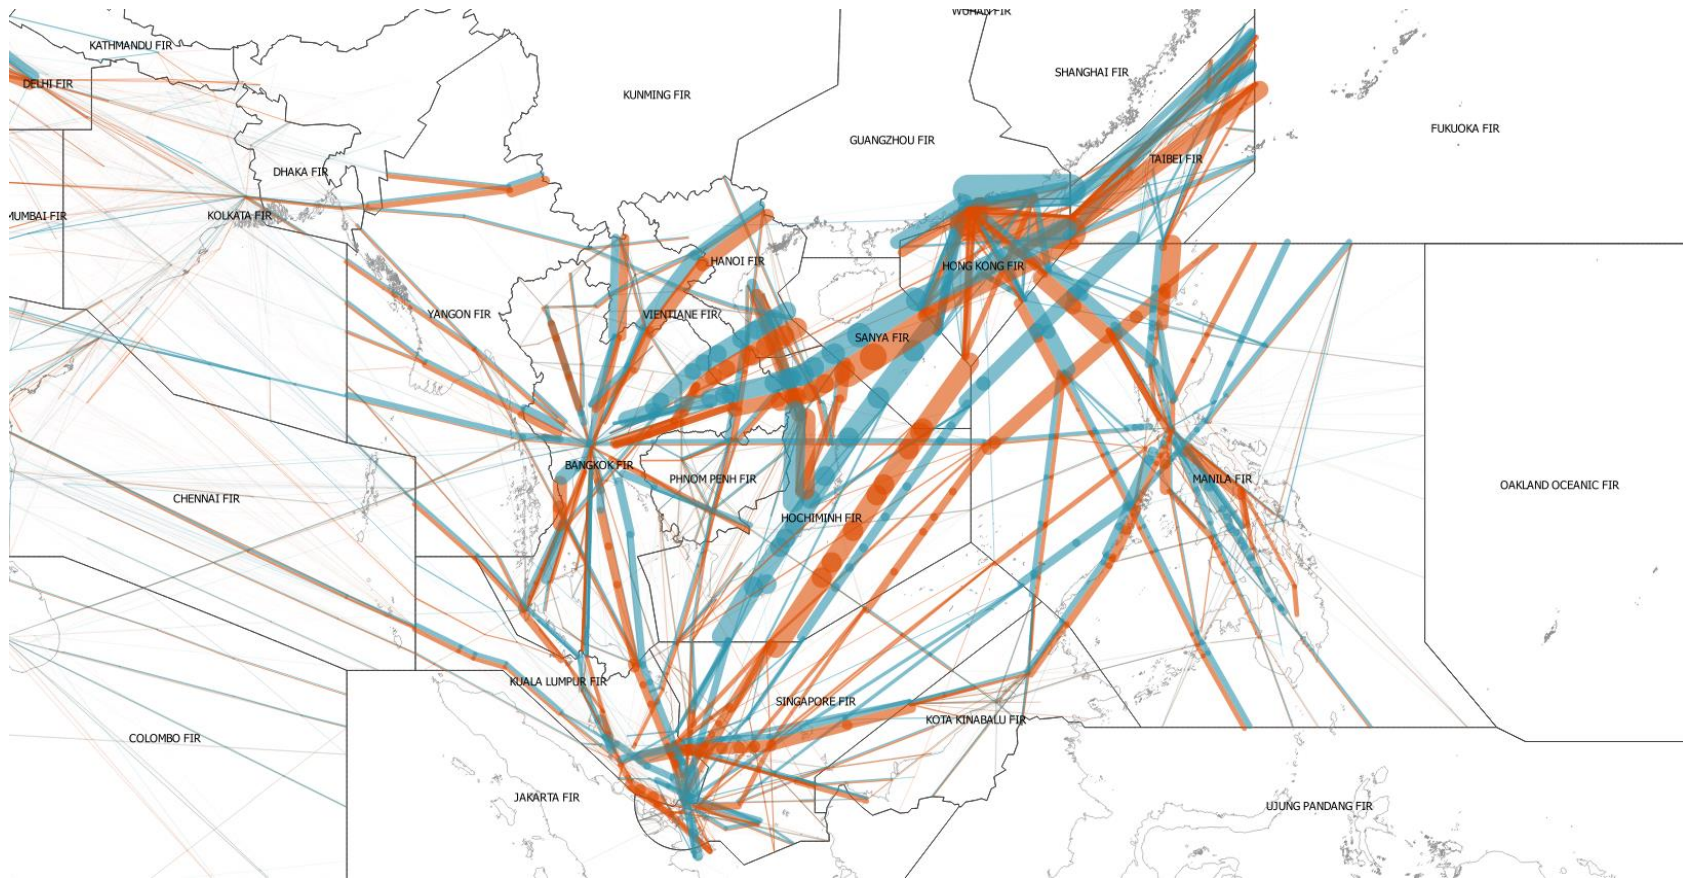 WUHAN FIR
KATHMANDU FIR
SHANGHAI FIR
DELHI FIR
KUNMING FIR
FUKUOKA FIR
GUANGZHOU FIR
TAIBEI FIR
DHAKA FIR
MUMBAI FIR
KOLKATA FIR
HANOI FIR
HONG KONG FIR
YANGON FIR
VIENTIANE FIR
SANYA FIR
BANGKOK FIR
PHNOM PENH FIR
MANILA FIR
OAKLAND OCEANIC FIR
CHENNAI FIR
HOCHIMINH FIR
KUALA LUMPUR FIR
SINGAPORE FIR
KOTA KINABALU FIR
COLOMBO FIR
JAKARTA FIR
UJUNG PANDANG FIR